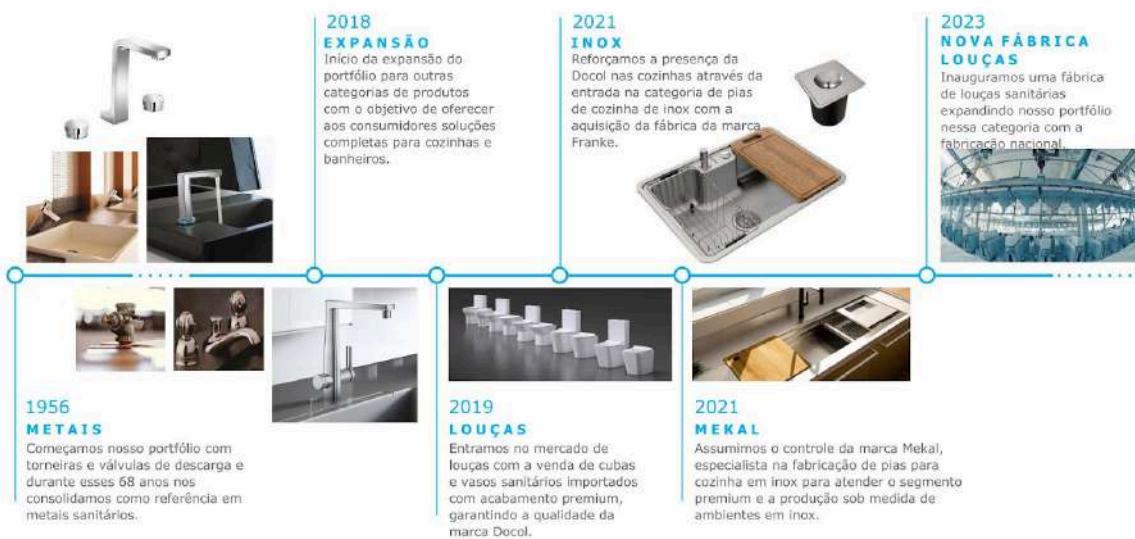 2018
EXPANSÃO
Início da expansão do
portfólio para outras
categorias de produtos
com o objetivo de oferecer
aos consumidores soluções
completas para cozinhas e
banheiros.
2021
INOX
Reforçamos a presença da
Docol nas cozinhas através da
entrada na categoria de pias
de cozinha de inox com a
aquisição da fábrica da marca
Franke.
2023
NOVA FÁBRICA
LOUÇAS
Inauguramos uma fábrica
de louças sanitárias
expandindo nosso portfólio
nessa categoria com a
fabricação nacional.
1956
METAIS
Começamos nosso portfólio com
torneiras e válvulas de descarga e
durante esses 68 anos nos
consolidamos como referência em
metais sanitários.
2019
LOUÇAS
Entramos no mercado de
louças com a venda de cubas
e vasos sanitários importados
com acabamento premium,
garantindo a qualidade da
marca Docol.
2021
MEKAL
Assumimos o controle da marca Mekal,
especialista na fabricação de pias para
cozinha em inox para atender o segmento
premium e a produção sob medida de
ambientes em inox.